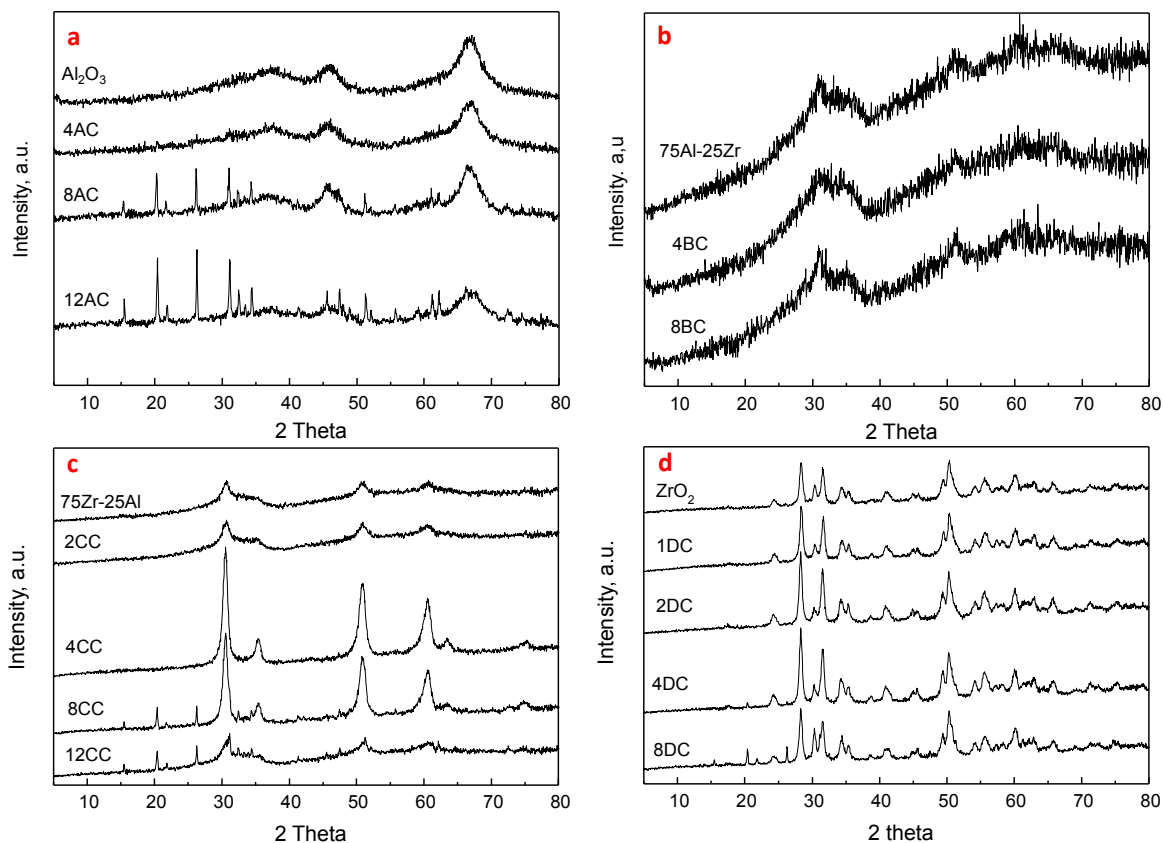 a
Al₂O₃
4AC
8AC
12AC
Intensity, a.u.
10 20 30 40 50 60 70 80
2 Theta
b
75Al-25Zr
4BC
8BC
Intensity. a,u
10 20 30 40 50 60 70 80
2 Theta
c
75Zr-25Al
2CC
4CC
8CC
12CC
Intensity, a.u.
10 20 30 40 50 60 70 80
2 Theta
d
ZrO₂
1DC
2DC
4DC
8DC
Intensity, a.u.
10 20 30 40 50 60 70 80
2 theta